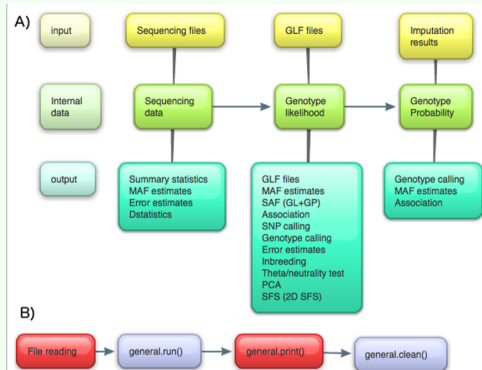 A)
input
Sequencing files
GLF files
Imputation
results
Internal
data
Sequencing
data
Genotype
likelihood
Genotype
Probability
output
Summary statistics
MAF estimates
Error estimates
Dstatistics
GLF files
MAF estimates
SAF (GL+GP)
Association
SNP calling
Genotype calling
Error estimates
Inbreeding
Theta/neutrality test
PCA
SFS (2D SFS)
Genotype calling
MAF estimates
Association
B)
File reading
general.run()
general.print()
general.clean()